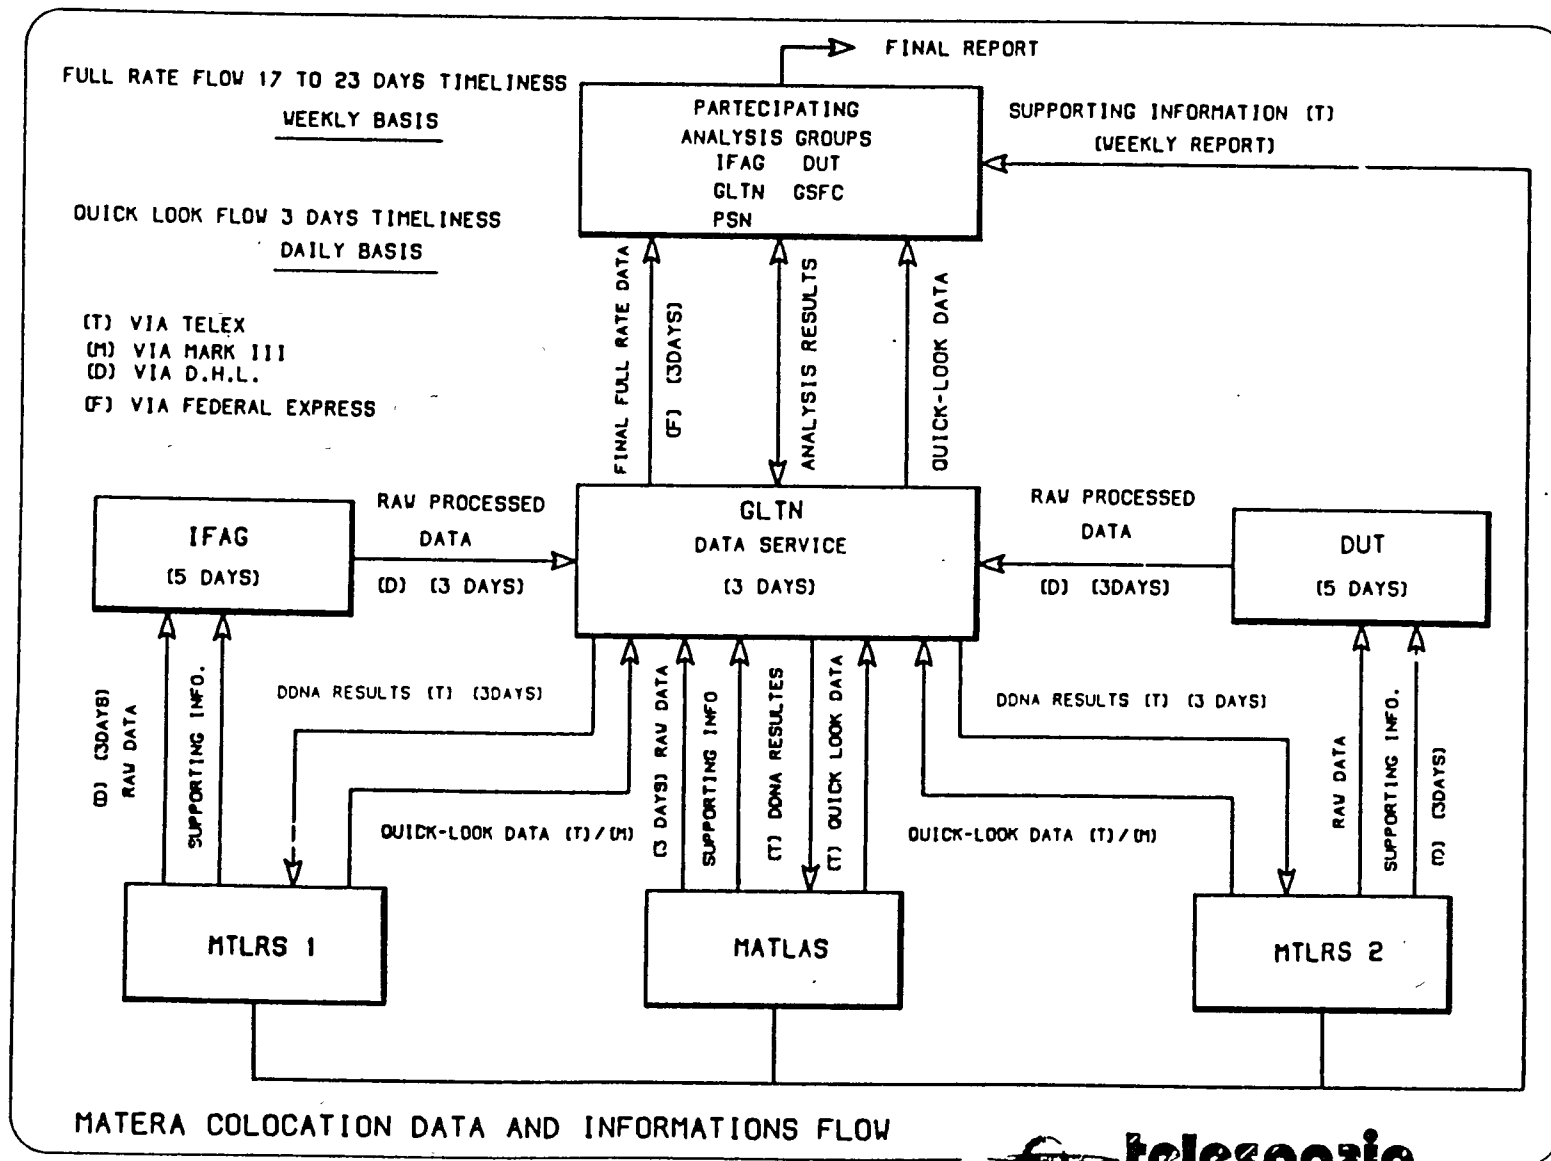 FINAL REPORT
FULL RATE FLOW 17 TO 23 DAYS TIMELINESS
WEEKLY BASIS
PARTECIPATING
ANALYSIS GROUPS
IFAG DUT
GLTN GSFC
PSN
SUPPORTING INFORMATION (T)
(WEEKLY REPORT)
QUICK LOOK FLOW 3 DAYS TIMELINESS
DAILY BASIS
(T) VIA TELEX
(M) VIA MARK III
(D) VIA D.H.L.
(F) VIA FEDERAL EXPRESS
FINAL FULL RATE DATA
(F) (3DAYS)
ANALYSIS RESULTS
QUICK-LOOK DATA
IFAG
(5 DAYS)
RAW PROCESSED
DATA
(D) (3 DAYS)
GLTN
DATA SERVICE
(3 DAYS)
RAW PROCESSED
DATA
(D) (3DAYS)
DUT
(5 DAYS)
(D) (3DAYS)
RAW DATA
SUPPORTING INFO.
DDNA RESULTS (T) (3DAYS)
QUICK-LOOK DATA (T)/(M)
(3 DAYS) RAW DATA
SUPPORTING INFO
(T) DDNA RESULTES
(T) QUICK LOOK DATA
DDNA RESULTS (T) (3 DAYS)
QUICK-LOOK DATA (T)/(M)
RAW DATA
SUPPORTING INFO.
(D) (3DAYS)
MTLRS 1
MATLAS
MTLRS 2
MATERA COLOCATION DATA AND INFORMATIONS FLOW
telespazio